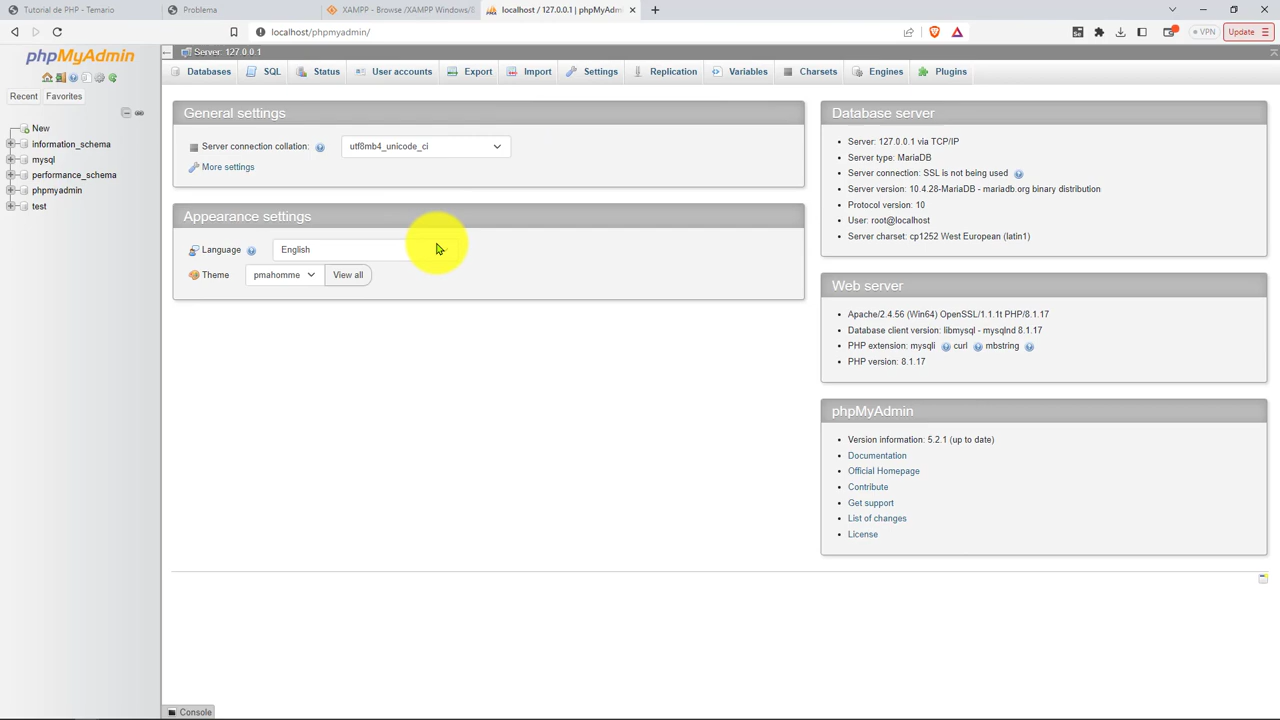 Tutorial de PHP - Temario
Problema
XAMPP - Browse /XAMPP Windows/8
localhost / 127.0.0.1 | phpMyAdm
localhost/phpmyadmin/
VPN
Update
phpMyAdmin
Recent
Favorites
New
information_schema
mysql
performance_schema
phpmyadmin
test
Server: 127.0.0.1
Databases
SQL
Status
User accounts
Export
Import
Settings
Replication
Variables
Charsets
Engines
Plugins
General settings
Server connection collation:
utf8mb4_unicode_ci
More settings
Appearance settings
Language
English
Theme
pmahomme
View all
Database server
Server: 127.0.0.1 via TCP/IP
Server type: MariaDB
Server connection: SSL is not being used
Server version: 10.4.28-MariaDB - mariadb.org binary distribution
Protocol version: 10
User: root@localhost
Server charset: cp1252 West European (latin1)
Web server
Apache/2.4.56 (Win64) OpenSSL/1.1.1t PHP/8.1.17
Database client version: libmysql - mysqlnd 8.1.17
PHP extension: mysqli curl mbstring
PHP version: 8.1.17
phpMyAdmin
Version information: 5.2.1 (up to date)
Documentation
Official Homepage
Contribute
Get support
List of changes
License
Console